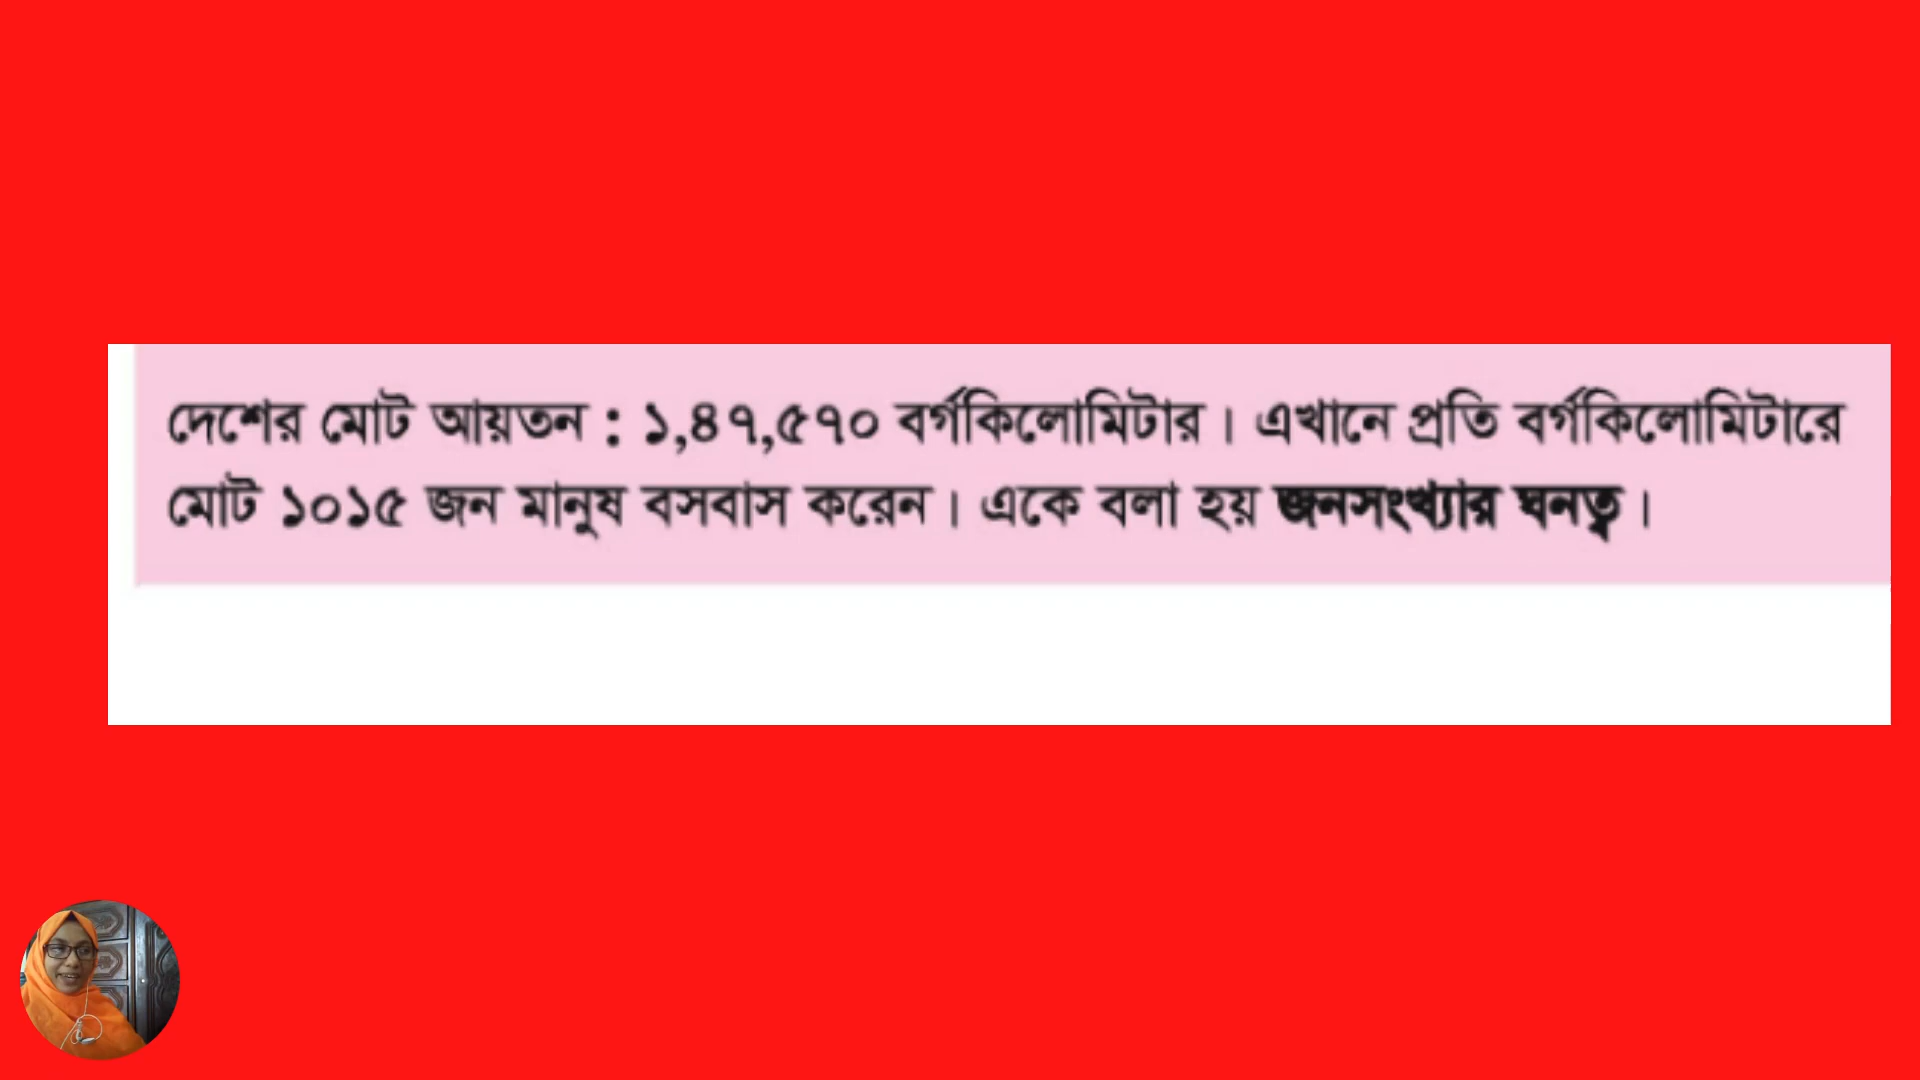 দেশের মোট আয়তন : ১,৪৭,৫৭০ বর্গকিলোমিটার। এখানে প্রতি বর্গকিলোমিটারে
মোট ১০১৫ জন মানুষ বসবাস করেন। একে বলা হয় জনসংখ্যার ঘনত্ব।